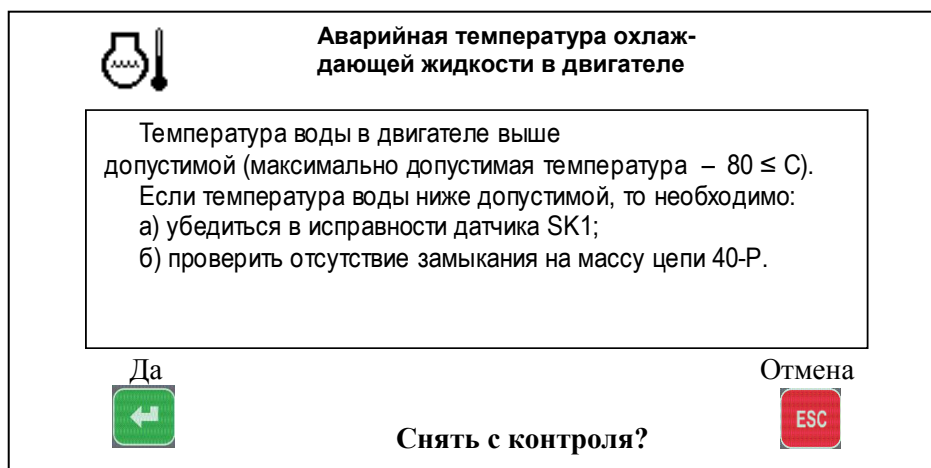 Аварийная температура охлаж-
дающей жидкости в двигателе
Температура воды в двигателе выше
допустимой (максимально допустимая температура – 80 ≤ С).
Если температура воды ниже допустимой, то необходимо:
а) убедиться в исправности датчика SK1;
б) проверить отсутствие замыкания на массу цепи 40-Р.
Да
Отмена
ESC
Снять с контроля?